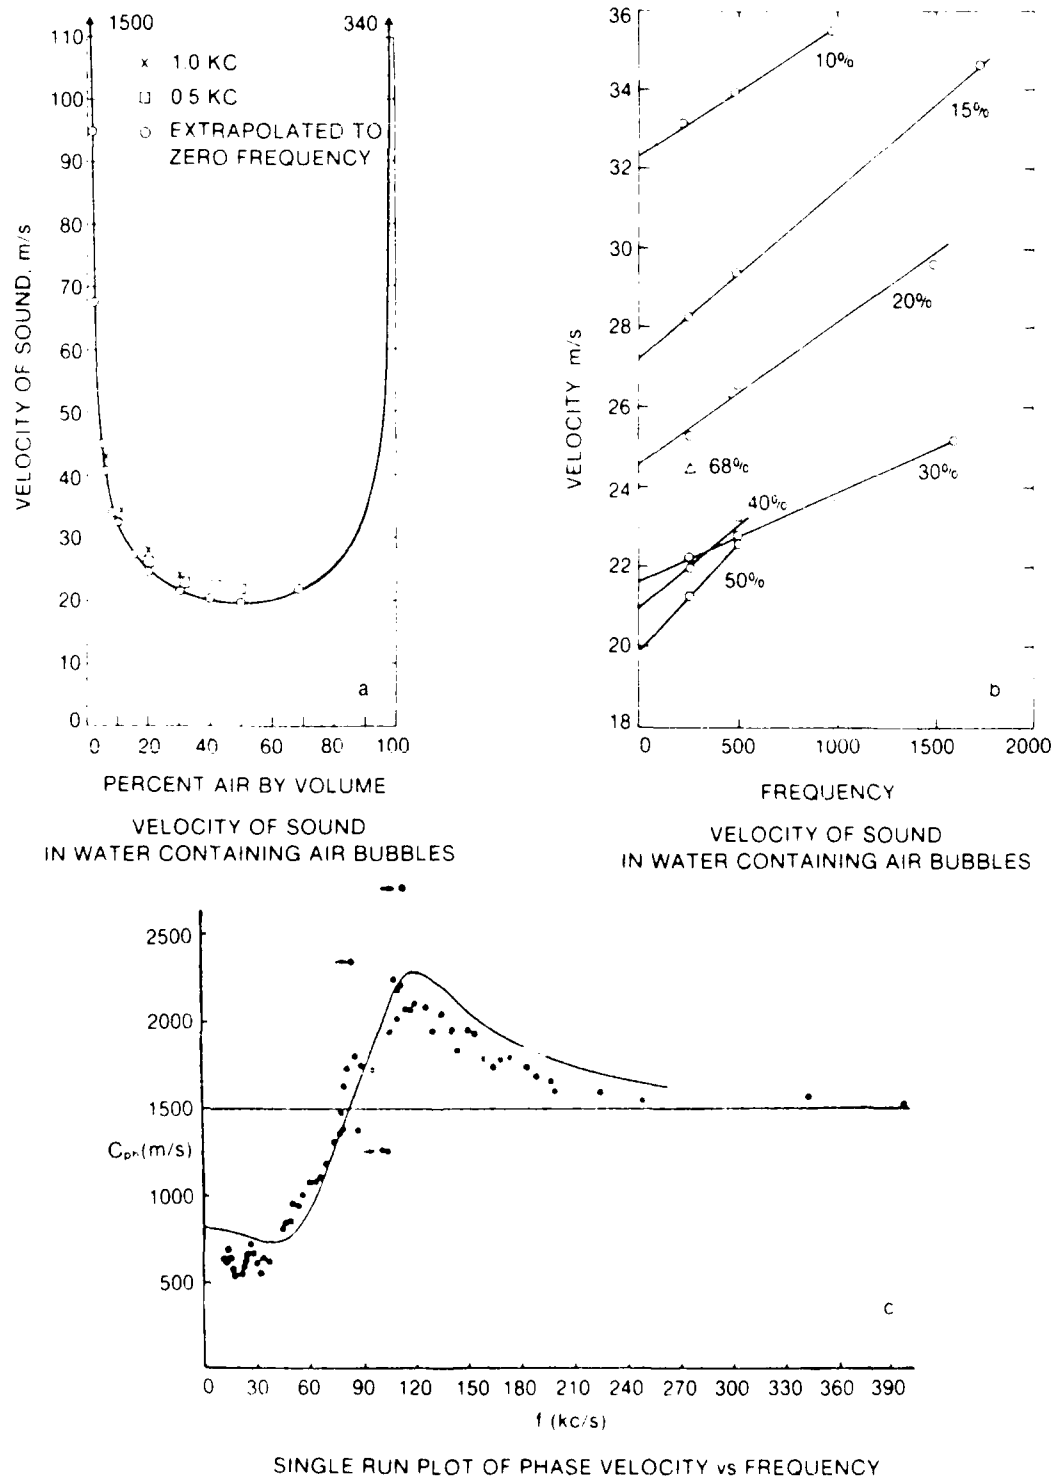 1500
340
110
100
90
80
70
60
50
40
30
20
10
0
VELOCITY OF SOUND, m/s
x 1.0 KC
□ 0.5 KC
○ EXTRAPOLATED TO
ZERO FREQUENCY
a
0 20 40 60 80 100
PERCENT AIR BY VOLUME
VELOCITY OF SOUND
IN WATER CONTAINING AIR BUBBLES
36
34
32
30
28
26
24
22
20
18
VELOCITY m/s
10%
15%
20%
68%
30%
40%
50%
b
0 500 1000 1500 2000
FREQUENCY
VELOCITY OF SOUND
IN WATER CONTAINING AIR BUBBLES
2500
2000
1500
Cph(m/s)
1000
500
c
0 30 60 90 120 150 180 210 240 270 300 330 360 390
f (kc/s)
SINGLE RUN PLOT OF PHASE VELOCITY vs FREQUENCY